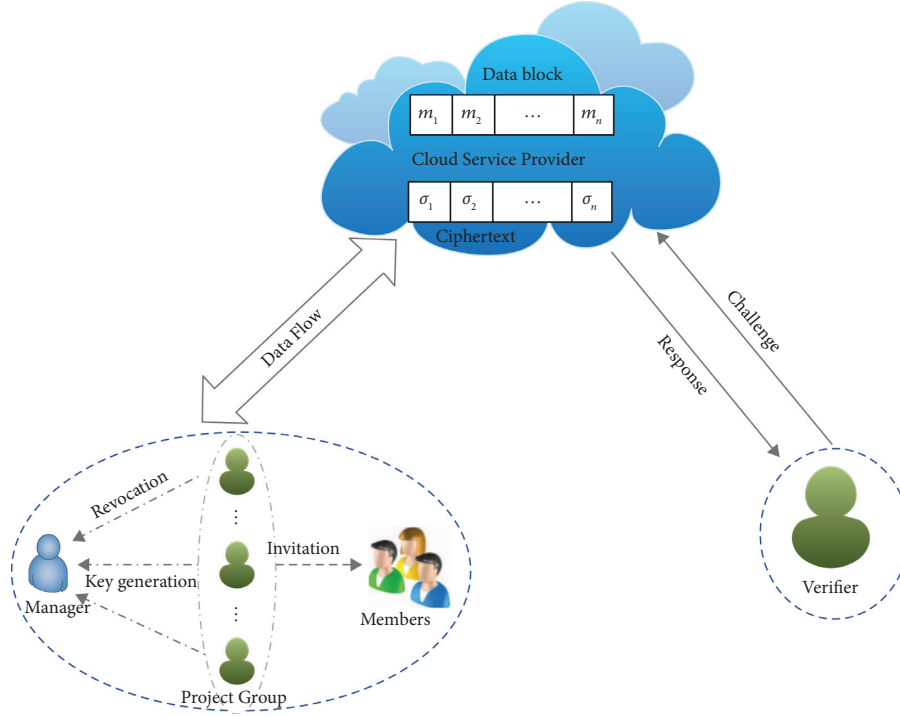 Data block
m₁ m₂ ... mₙ
Cloud Service Provider
σ₁ σ₂ ... σₙ
Ciphertext
Data Flow
Challenge
Response
Revocation
...
Invitation
Key generation
Manager
...
Members
Project Group
Verifier